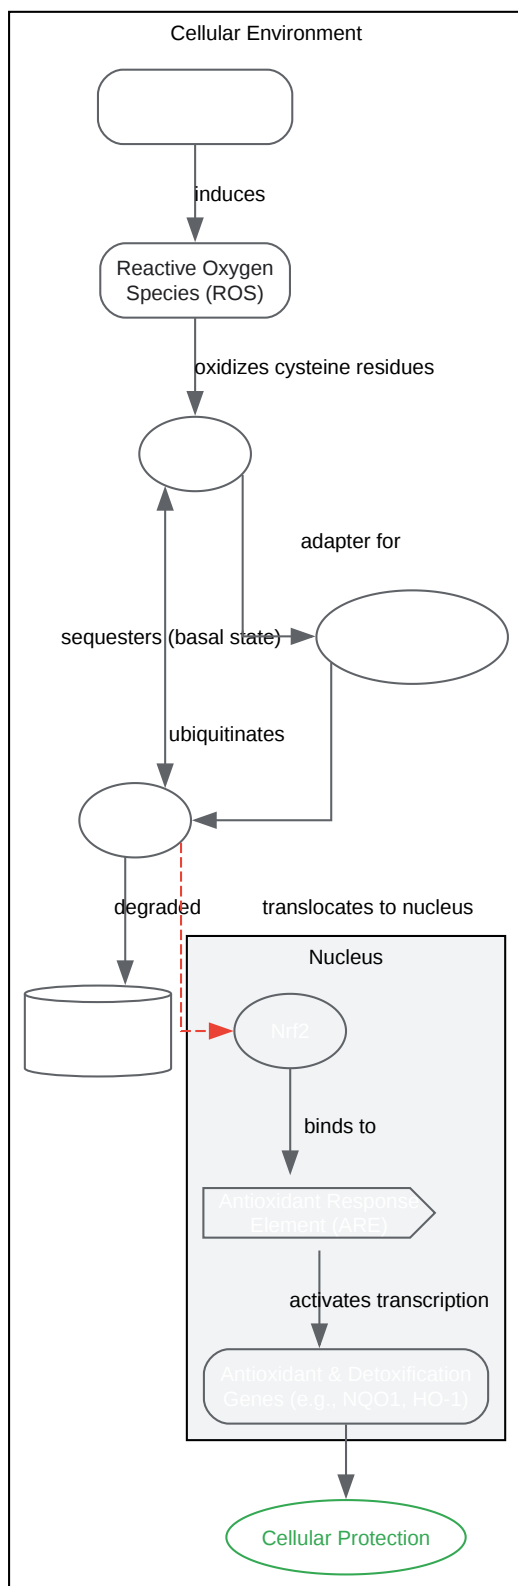 Cellular Environment
induces
Reactive Oxygen
Species (ROS)
oxidizes cysteine residues
adapter for
sequesters (basal state)
ubiquitinates
degraded
translocates to nucleus
Nucleus
Nrf2
binds to
Antioxidant Response
Element (ARE)
activates transcription
Antioxidant & Detoxification
Genes (e.g., NQO1, HO-1)
Cellular Protection